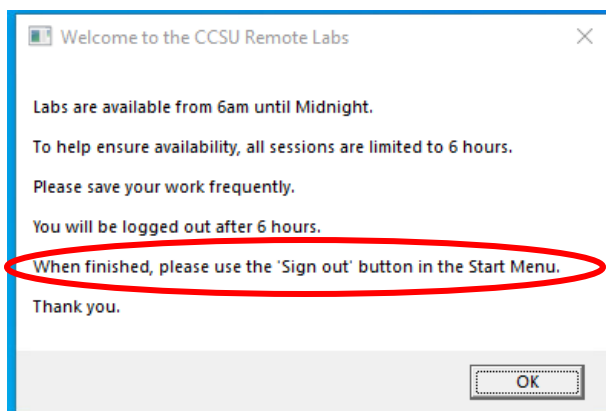 Welcome to the CCSU Remote Labs
Labs are available from 6am until Midnight.
To help ensure availability, all sessions are limited to 6 hours.
Please save your work frequently.
You will be logged out after 6 hours.
When finished, please use the 'Sign out' button in the Start Menu.
Thank you.
OK